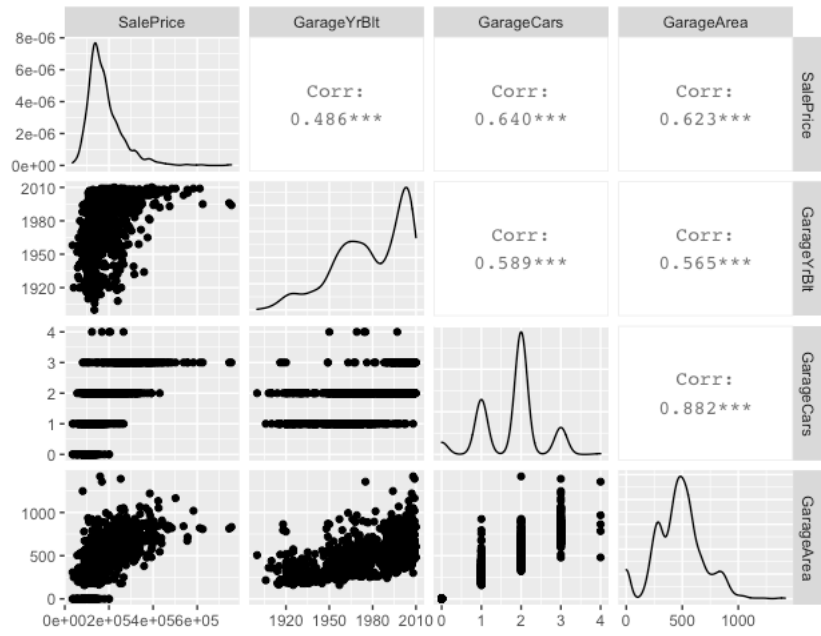 SalePrice GarageYrBlt GarageCars GarageArea
8e-06
6e-06
4e-06
2e-06
0e+00
Corr:
0.486***
Corr:
0.640***
Corr:
0.623***
SalePrice
2010
1980
1950
1920
Corr:
0.589***
Corr:
0.565***
GarageYrBlt
4
3
2
1
0
Corr:
0.882***
GarageCars
1000
500
0
GarageArea
0e+002e+054e+056e+05
1920 1950 1980 2010
0 1 2 3 4
0 500 1000